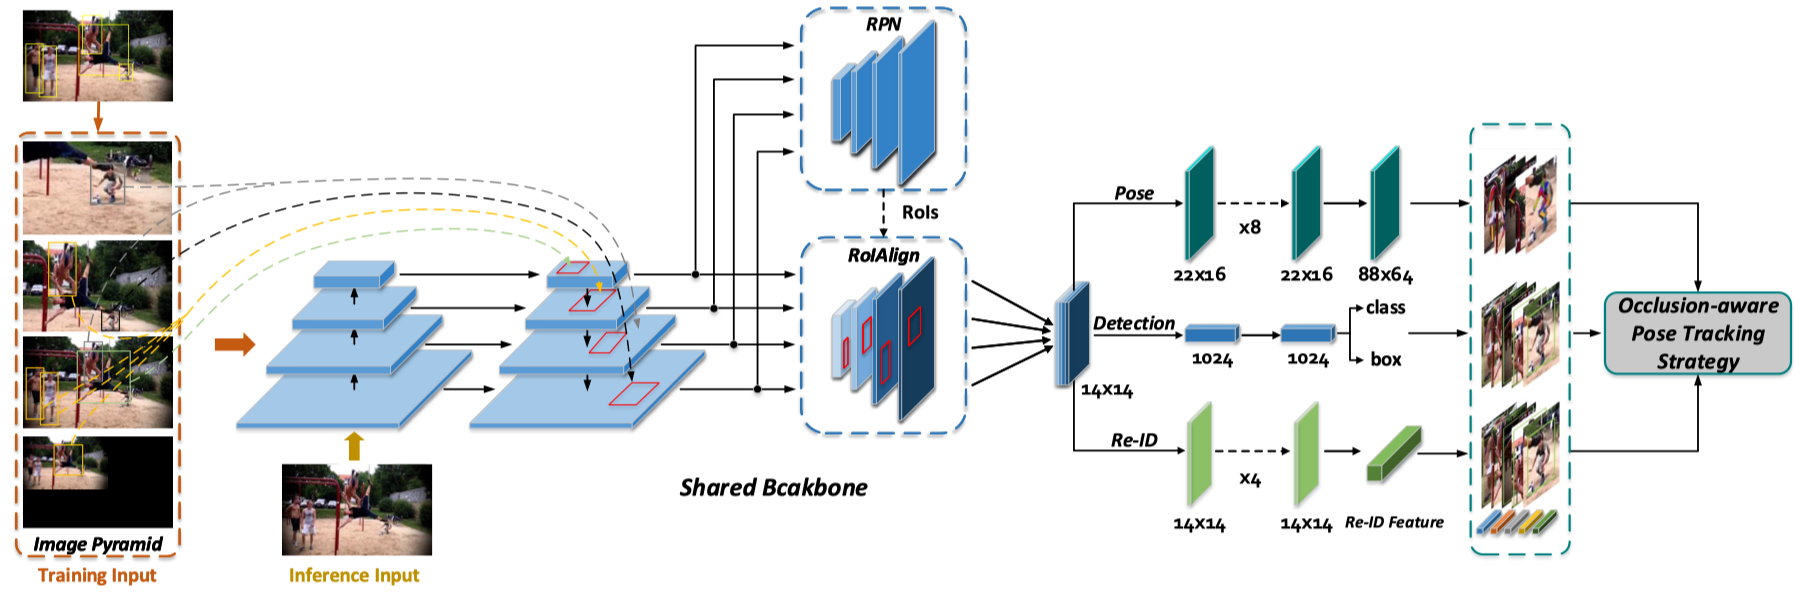 RPN
RoIs
RoIAlign
Pose
x8
22x16
22x16
88x64
Detection
1024
1024
class
box
14x14
Re-ID
x4
14x14
14x14
Re-ID Feature
Occlusion-aware
Pose Tracking
Strategy
Shared Bcakbone
Image Pyramid
Training Input
Inference Input